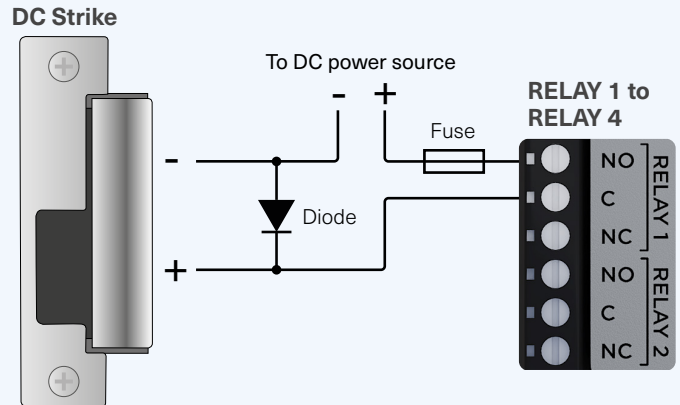 DC Strike
To DC power source
- +
RELAY 1 to
RELAY 4
Fuse
-
Diode
+
NO
C
NC
RELAY 1
NO
C
NC
RELAY 2